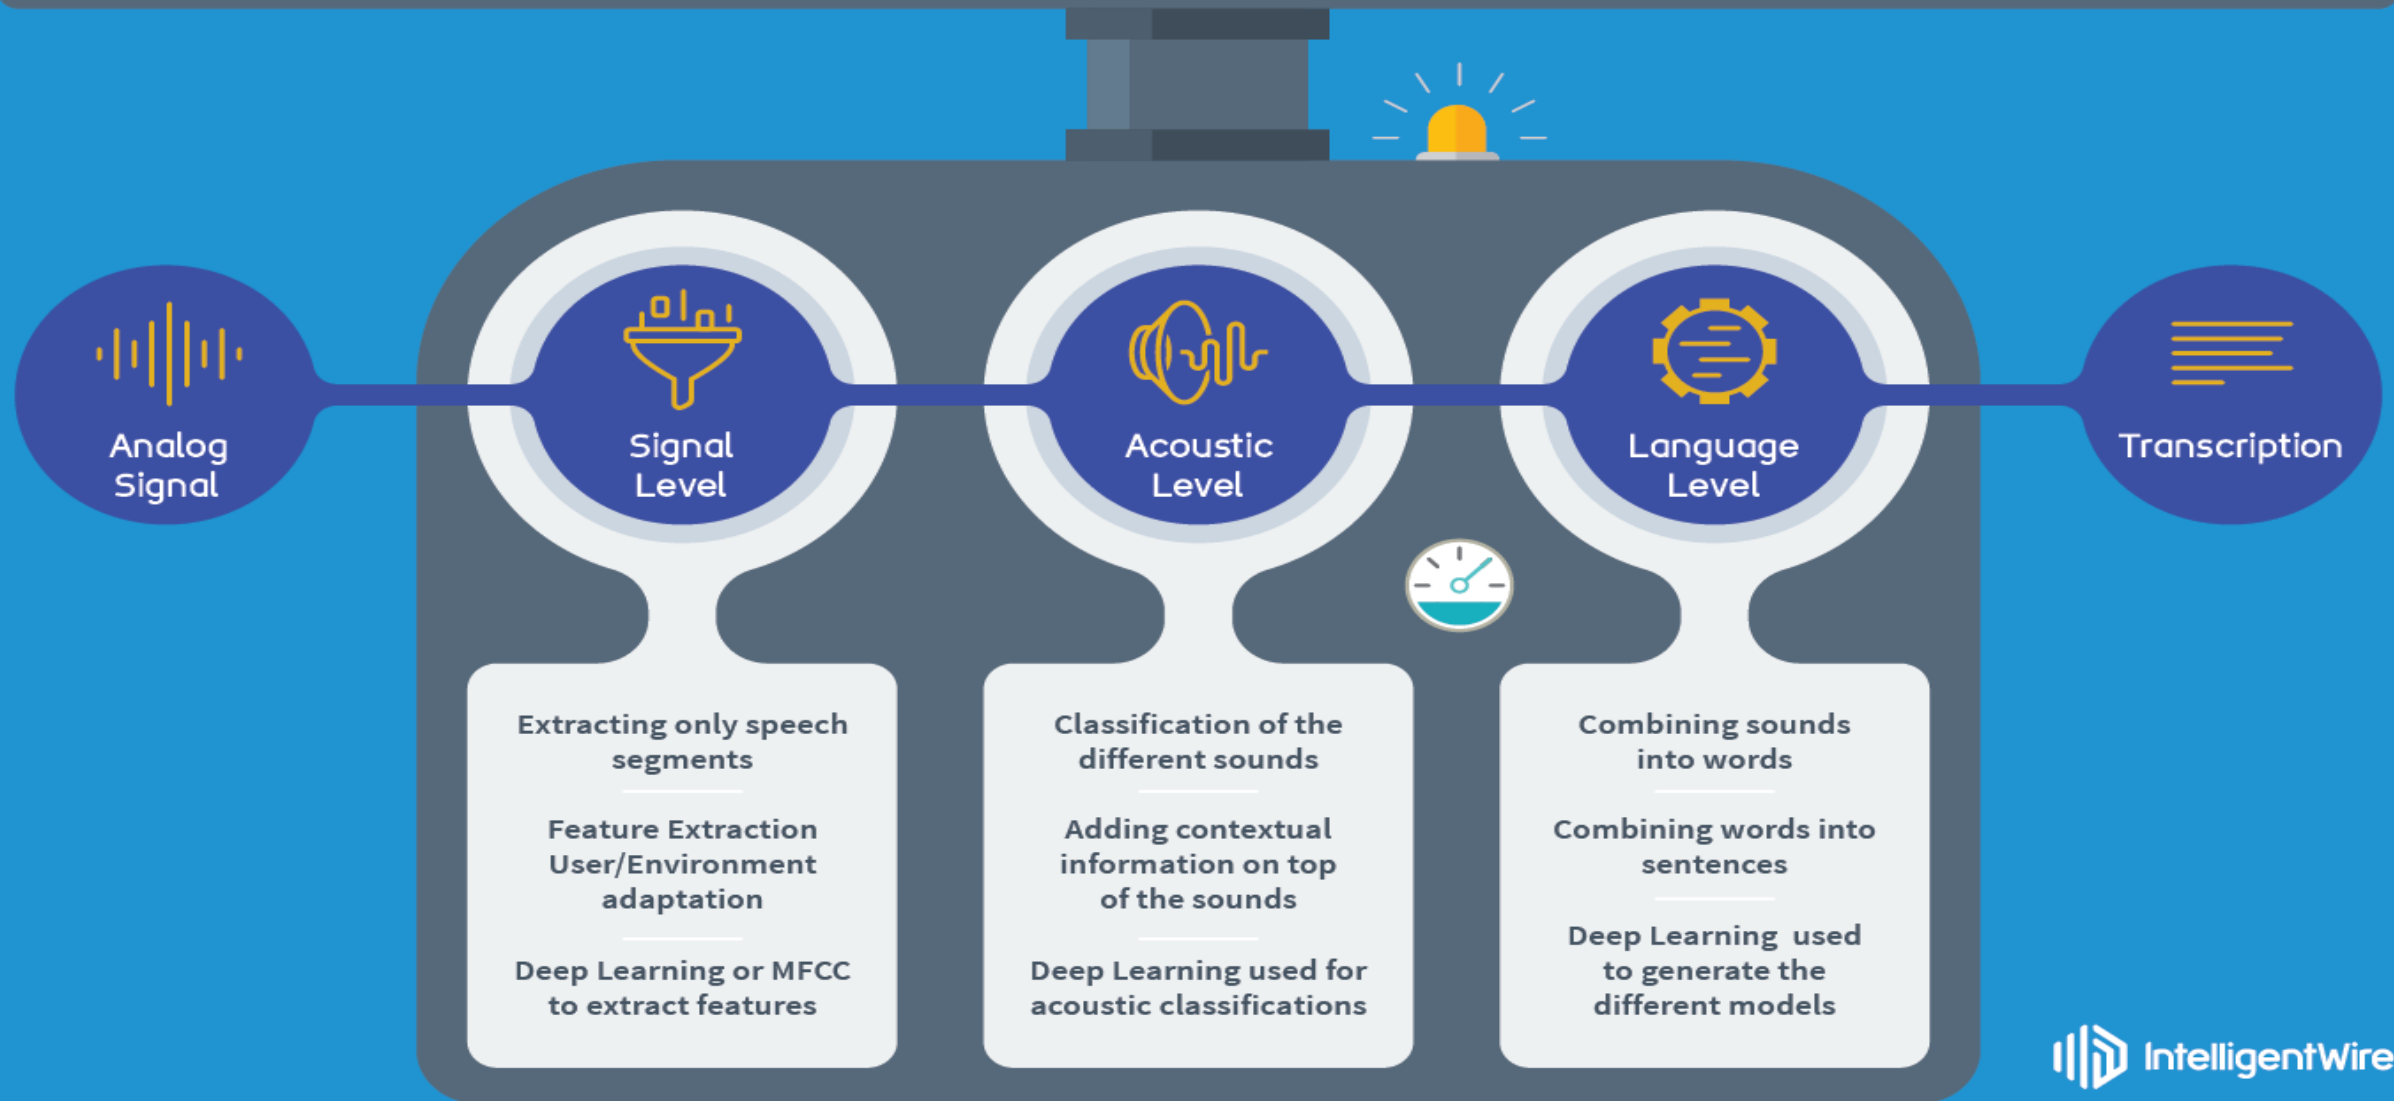 Analog
Signal
Signal
Level
Acoustic
Level
Language
Level
Transcription
Extracting only speech
segments
Feature Extraction
User/Environment
adaptation
Deep Learning or MFCC
to extract features
Classification of the
different sounds
Adding contextual
information on top
of the sounds
Deep Learning used for
acoustic classifications
Combining sounds
into words
Combining words into
sentences
Deep Learning used
to generate the
different models
IntelligentWire